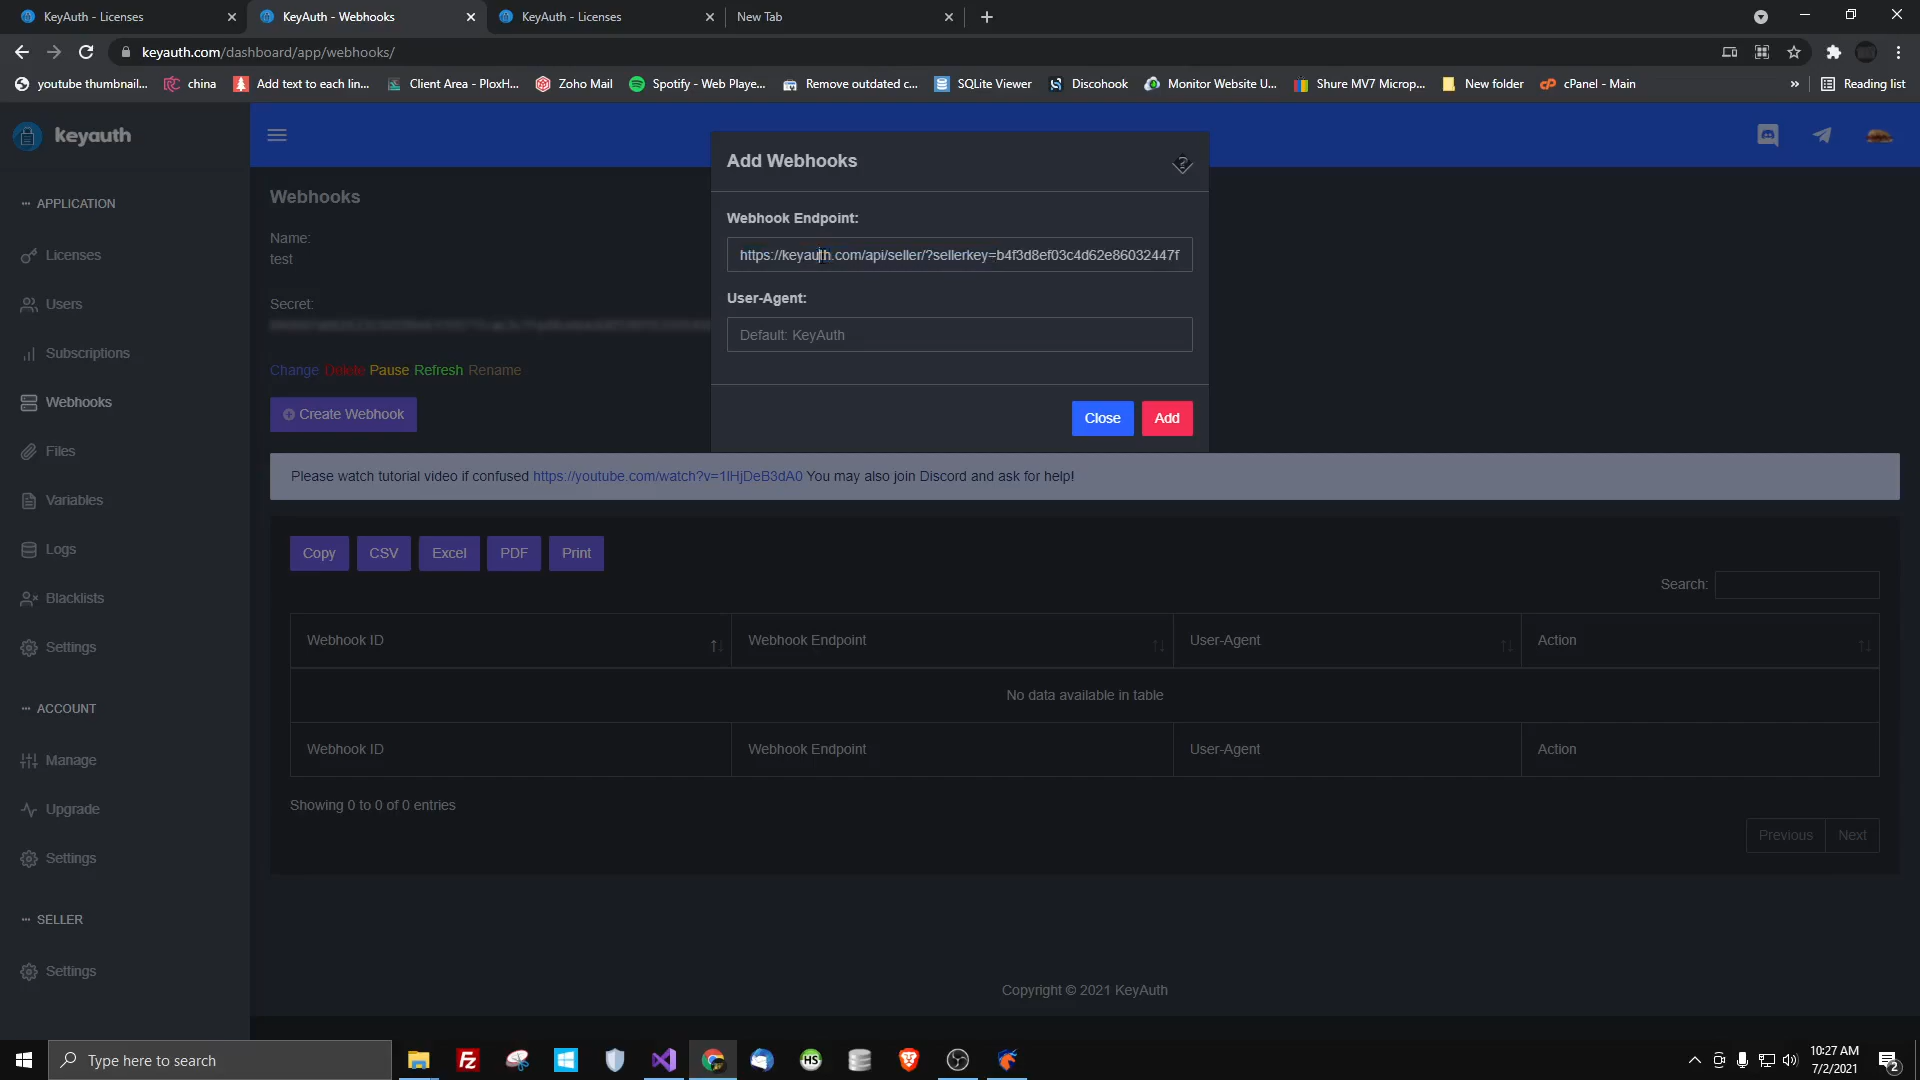 KeyAuth - Licenses
KeyAuth - Webhooks
KeyAuth - Licenses
New Tab
keyauth.com/dashboard/app/webhooks/
youtube thumbnail...
china
Add text to each lin...
Client Area - PloxH...
Zoho Mail
Spotify - Web Playe...
Remove outdated c...
SQLite Viewer
Discohook
Monitor Website U...
Shure MV7 Microp...
New folder
cPanel - Main
»
Reading list
keyauth
Add Webhooks
?
··· APPLICATION
Webhooks
Webhook Endpoint:
Name:
Licenses
https://keyauth.com/api/seller/?sellerkey=b4f3d8ef03c4d62e86032447f
test
User-Agent:
Users
Secret:
Default: KeyAuth
Subscriptions
Change Delete Pause Refresh Rename
Webhooks
Create Webhook
Close
Add
Files
Please watch tutorial video if confused https://youtube.com/watch?v=1lHjDeB3dA0 You may also join Discord and ask for help!
Variables
Logs
Copy
CSV
Excel
PDF
Print
Search:
Blacklists
Webhook ID
Webhook Endpoint
User-Agent
Action
Settings
No data available in table
··· ACCOUNT
Webhook ID
Webhook Endpoint
User-Agent
Action
Manage
Showing 0 to 0 of 0 entries
Upgrade
Previous
Next
Settings
··· SELLER
Settings
Copyright © 2021 KeyAuth
Type here to search
Fz
HS
10:27 AM
7/2/2021
2